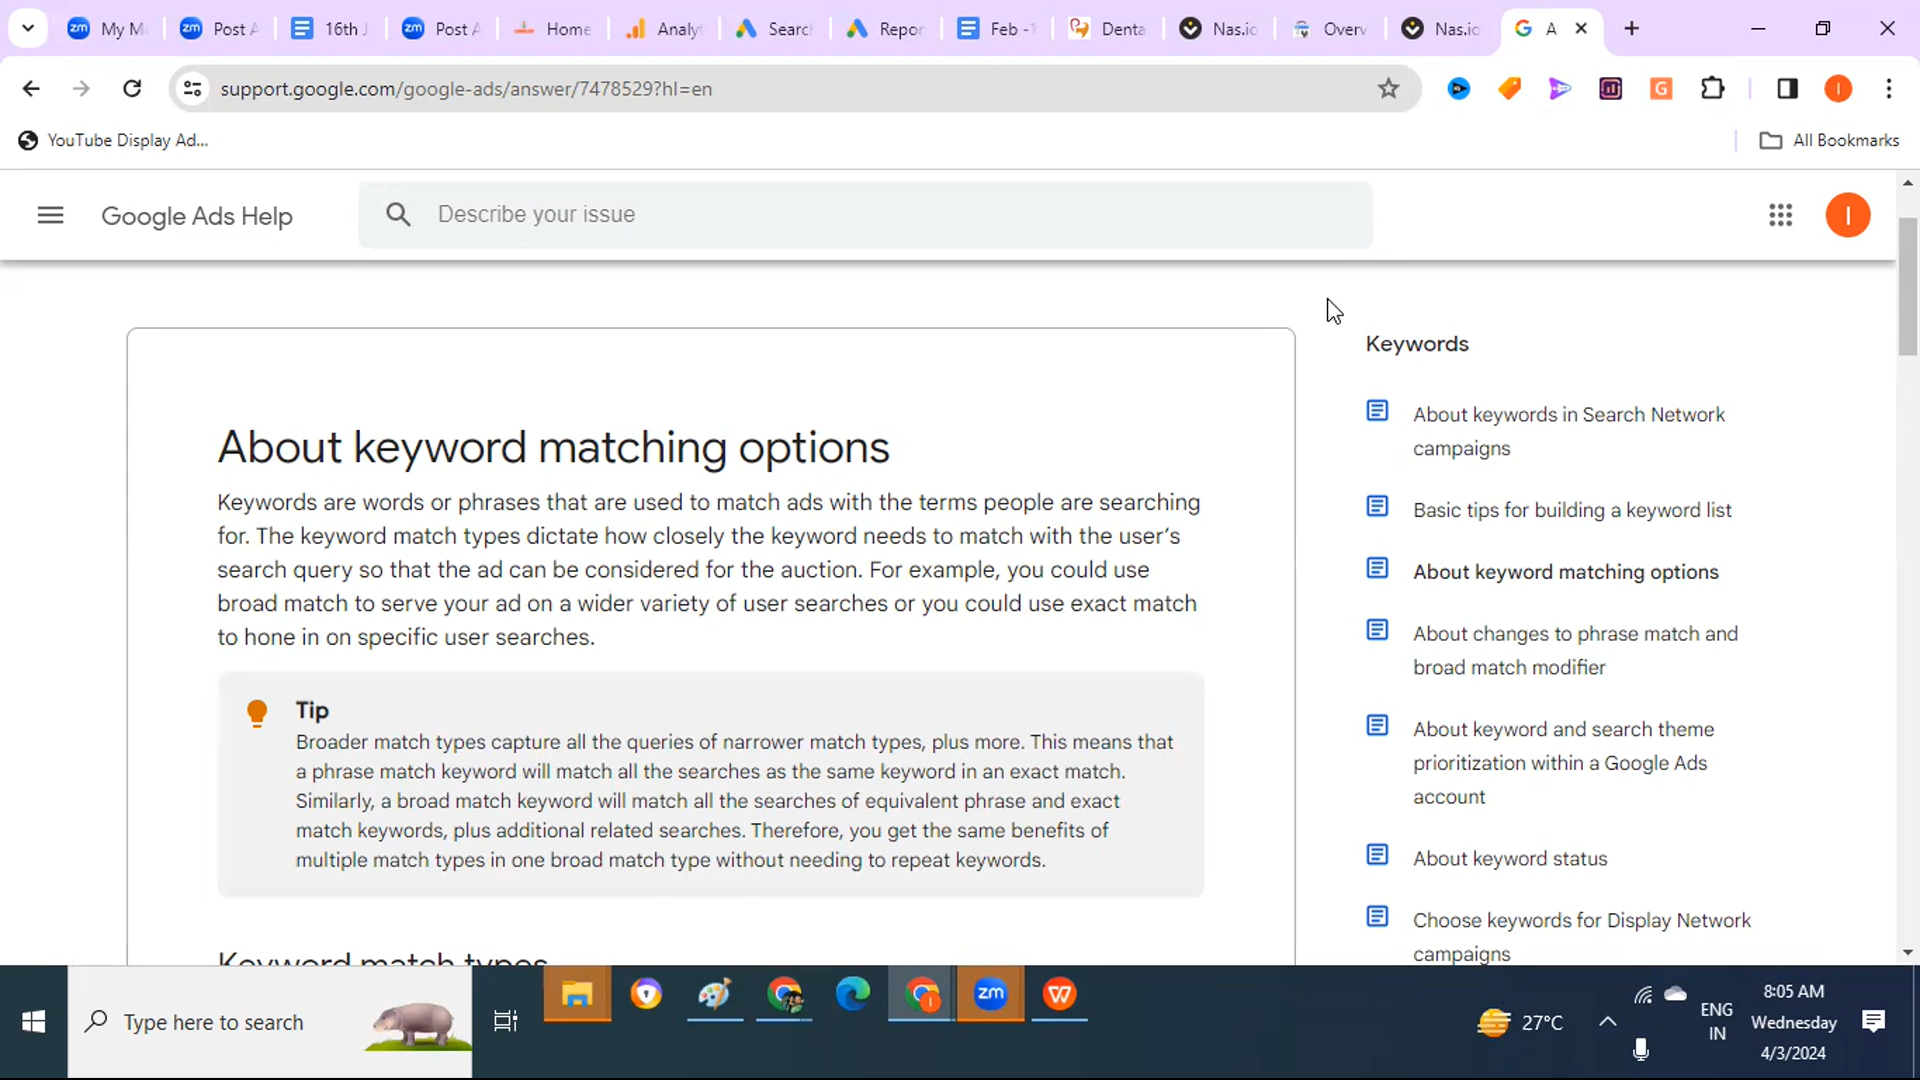 My M
Post A
16th J
Post A
Home
Analy
Searc
Repor
Feb -1
Denta
Nas.io
Overv
Nas.io
A
support.google.com/google-ads/answer/7478529?hl=en
I
YouTube Display Ad...
All Bookmarks
Google Ads Help
Describe your issue
I
Keywords
About keywords in Search Network
campaigns
Basic tips for building a keyword list
About keyword matching options
About changes to phrase match and
broad match modifier
About keyword and search theme
prioritization within a Google Ads
account
About keyword status
Choose keywords for Display Network
campaigns
About keyword matching options
Keywords are words or phrases that are used to match ads with the terms people are searching
for. The keyword match types dictate how closely the keyword needs to match with the user’s
search query so that the ad can be considered for the auction. For example, you could use
broad match to serve your ad on a wider variety of user searches or you could use exact match
to hone in on specific user searches.
Tip
Broader match types capture all the queries of narrower match types, plus more. This means that
a phrase match keyword will match all the searches as the same keyword in an exact match.
Similarly, a broad match keyword will match all the searches of equivalent phrase and exact
match keywords, plus additional related searches. Therefore, you get the same benefits of
multiple match types in one broad match type without needing to repeat keywords.
Keyword match types
Type here to search
zm
27°C
ENG
IN
8:05 AM
Wednesday
4/3/2024